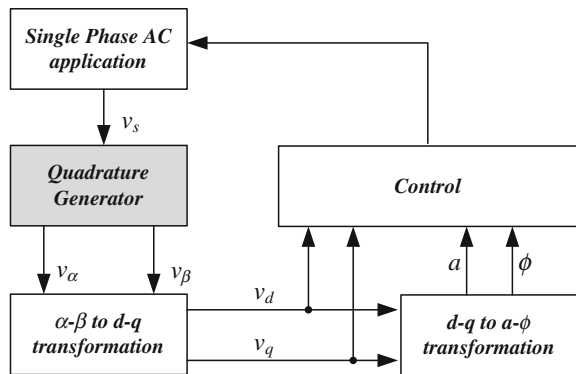 Single Phase AC
application
v_s
Quadrature
Generator
Control
v_α
v_β
a
ϕ
v_d
α-β to d-q
transformation
d-q to a-ϕ
transformation
v_q